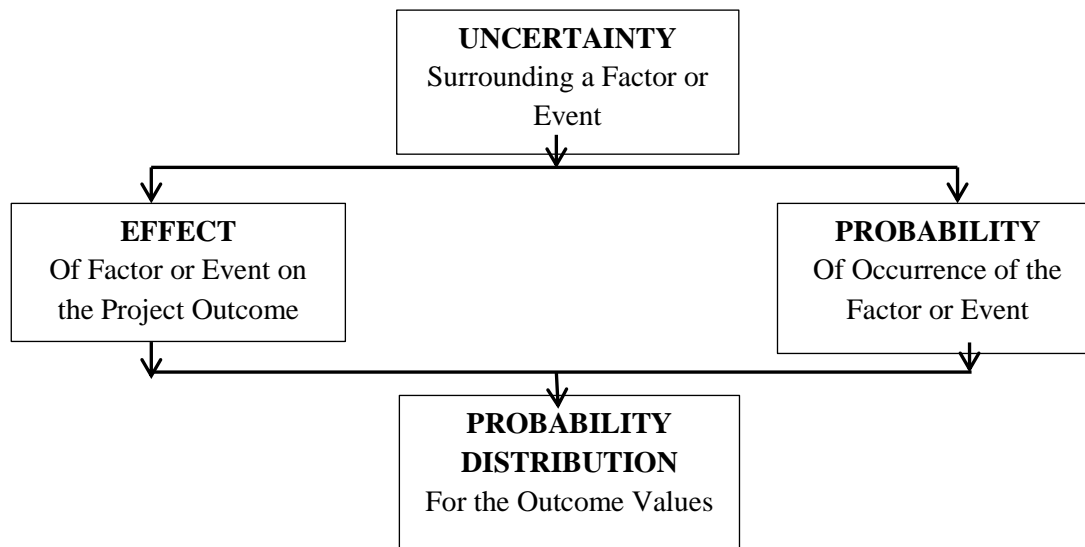 UNCERTAINTY
Surrounding a Factor or
Event
EFFECT
Of Factor or Event on
the Project Outcome
PROBABILITY
Of Occurrence of the
Factor or Event
PROBABILITY
DISTRIBUTION
For the Outcome Values